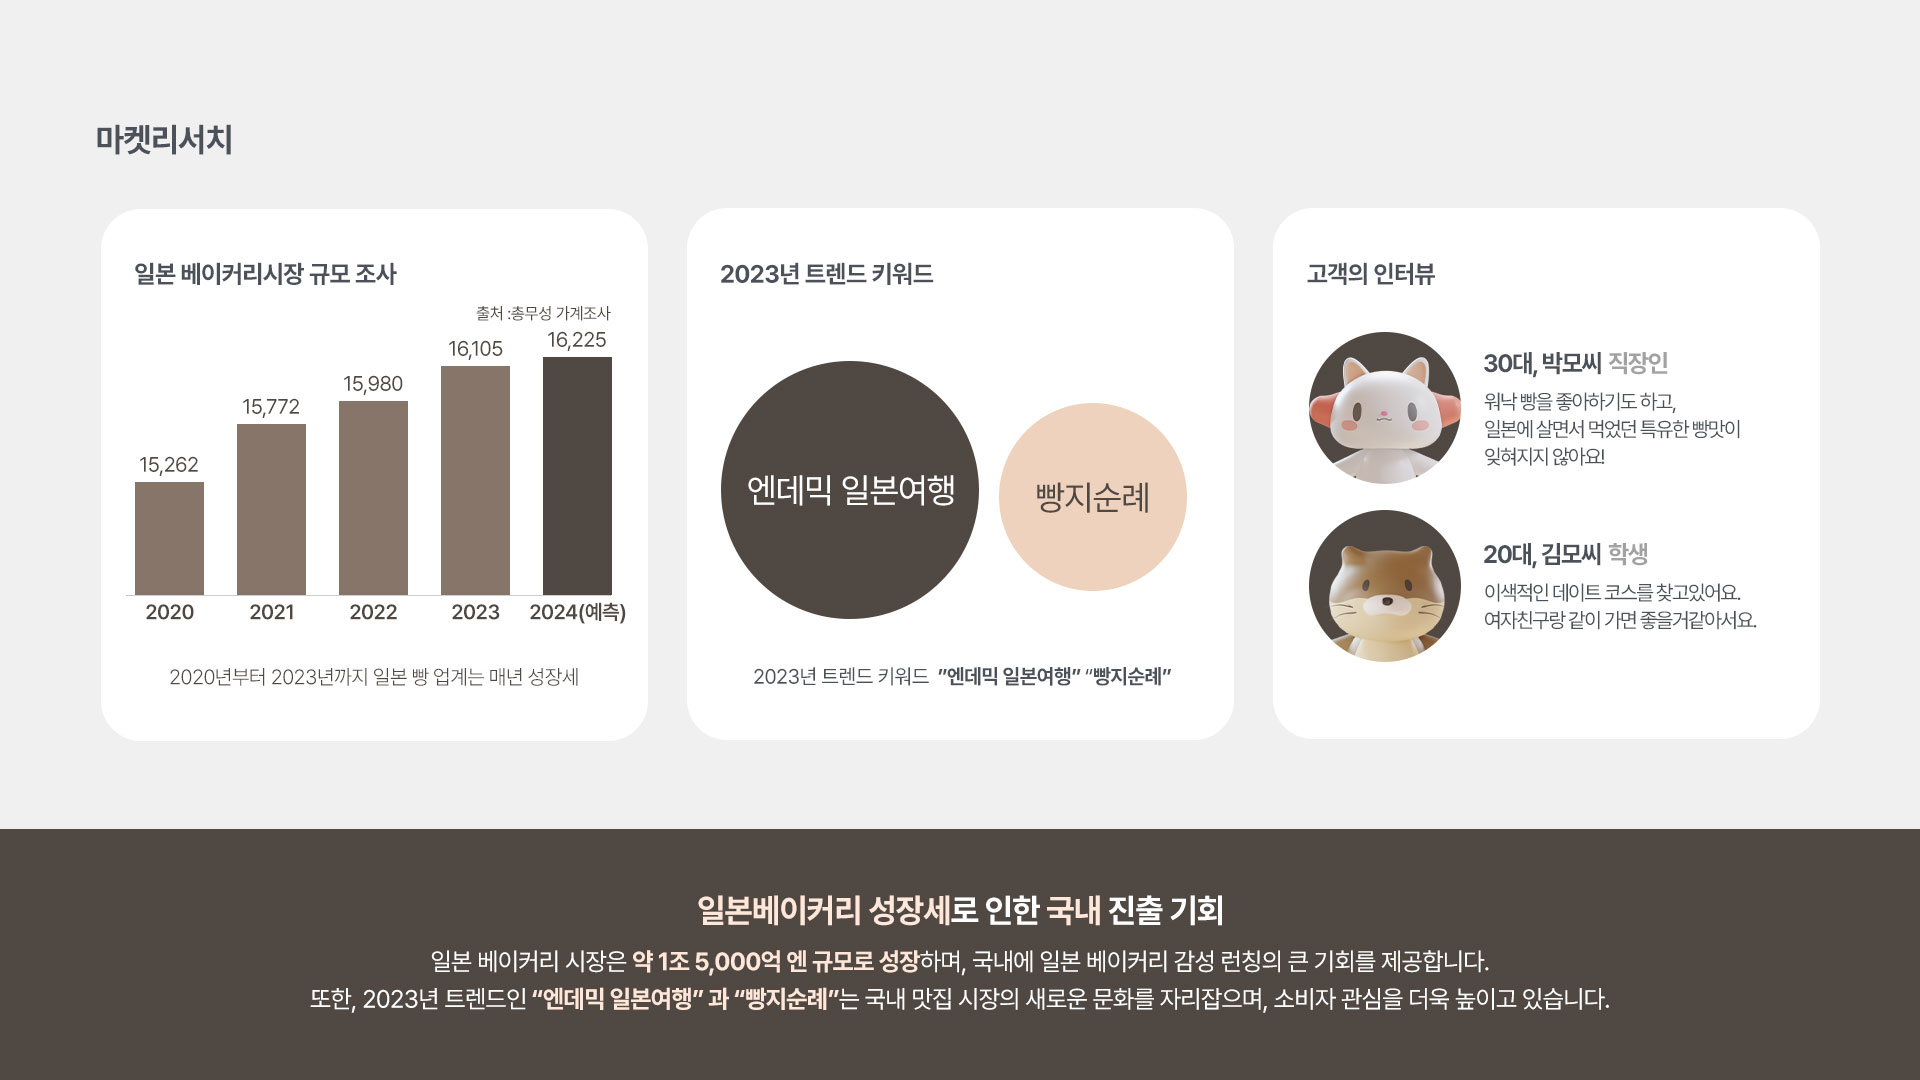 마켓리서치
일본 베이커리시장 규모 조사
출처 :총무성 가계조사
15,262
15,772
15,980
16,105
16,225
2020
2021
2022
2023
2024(예측)
2020년부터 2023년까지 일본 빵 업계는 매년 성장세
2023년 트렌드 키워드
엔데믹 일본여행
빵지순례
2023년 트렌드 키워드 ”엔데믹 일본여행” “빵지순례”
고객의 인터뷰
30대, 박모씨 직장인
워낙 빵을 좋아하기도 하고,
일본에 살면서 먹었던 특유한 빵맛이
잊혀지지 않아요!
20대, 김모씨 학생
이색적인 데이트 코스를 찾고있어요.
여자친구랑 같이 가면 좋을거같아서요.
일본베이커리 성장세로 인한 국내 진출 기회
일본 베이커리 시장은 약 1조 5,000억 엔 규모로 성장하며, 국내에 일본 베이커리 감성 런칭의 큰 기회를 제공합니다.
또한, 2023년 트렌드인 “엔데믹 일본여행” 과 “빵지순례”는 국내 맛집 시장의 새로운 문화를 자리잡으며, 소비자 관심을 더욱 높이고 있습니다.